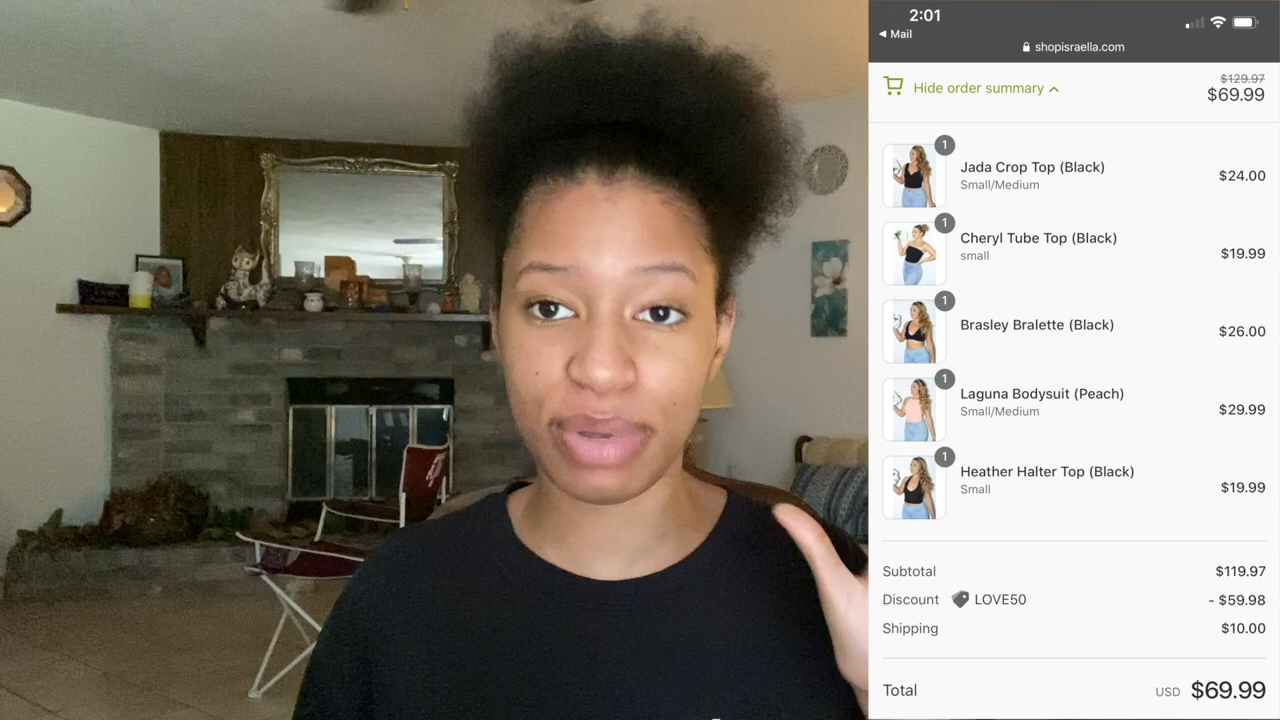 2:01
◀ Mail
shopisraella.com
Hide order summary
$129.97
$69.99
1
Jada Crop Top (Black)
Small/Medium
$24.00
1
Cheryl Tube Top (Black)
small
$19.99
1
Brasley Bralette (Black)
$26.00
1
Laguna Bodysuit (Peach)
Small/Medium
$29.99
1
Heather Halter Top (Black)
Small
$19.99
Subtotal $119.97
Discount LOVE50 - $59.98
Shipping $10.00
Total USD $69.99